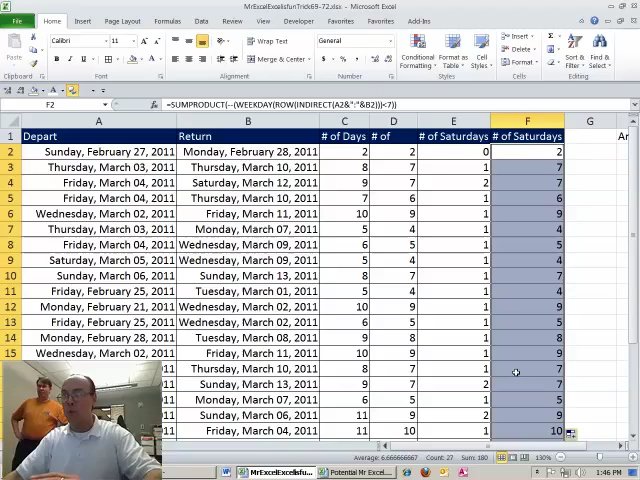 MrExcelExcelisfunTrick69-72.xlsx - Microsoft Excel
File Home Insert Page Layout Formulas Data Review View Developer PowerPivot Add-Ins
Paste Calibri 11 Wrap Text General Insert
B I U Merge & Center $ % , Conditional Formatting Format as Table Cell Styles Delete Format Sort & Filter Find & Select
Clipboard Font Alignment Number Styles Cells Editing
F2 =SUMPRODUCT(--(WEEKDAY(ROW(INDIRECT(A2&":"&B2)))<7))
A B C D E F G H
1 Depart Return # of Days # of # of Saturdays # of Saturdays Ar
2 Sunday, February 27, 2011 Monday, February 28, 2011 2 2 0 2
3 Thursday, March 03, 2011 Thursday, March 10, 2011 8 7 1 7
4 Friday, March 04, 2011 Saturday, March 12, 2011 9 7 2 7
5 Friday, March 04, 2011 Thursday, March 10, 2011 7 6 1 6
6 Wednesday, March 02, 2011 Friday, March 11, 2011 10 9 1 9
7 Thursday, March 03, 2011 Monday, March 07, 2011 5 4 1 4
8 Friday, March 04, 2011 Wednesday, March 09, 2011 6 5 1 5
9 Saturday, March 05, 2011 Wednesday, March 09, 2011 5 4 1 4
10 Sunday, March 06, 2011 Sunday, March 13, 2011 8 7 1 7
11 Friday, February 25, 2011 Tuesday, March 01, 2011 5 4 1 4
12 Monday, February 21, 2011 Wednesday, March 02, 2011 10 9 1 9
13 Friday, February 25, 2011 Wednesday, March 02, 2011 6 5 1 5
14 Monday, February 28, 2011 Tuesday, March 08, 2011 9 8 1 8
15 Wednesday, March 02, 2011 Friday, March 11, 2011 10 9 1 9
2011 Thursday, March 10, 2011 8 7 1 7
2011 Sunday, March 13, 2011 9 7 2 7
2011 Monday, March 07, 2011 6 5 1 5
2011 Sunday, March 06, 2011 11 9 2 9
2011 Friday, March 04, 2011 11 10 1 10
Average: 6.666666667 Count: 27 Sum: 180 130%
MrExcelExcelisfun... Potential Mr Excel... 1:46 PM